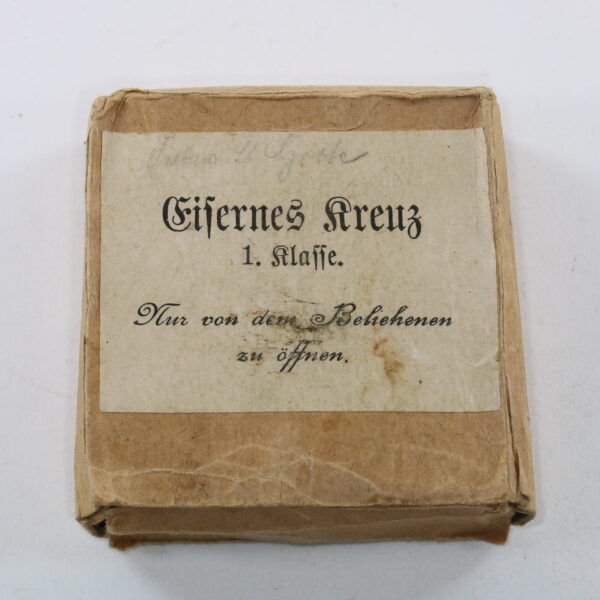 Eisernes Kreuz
1. Klasse.
Nur von dem Beliehenen
zu öffnen.